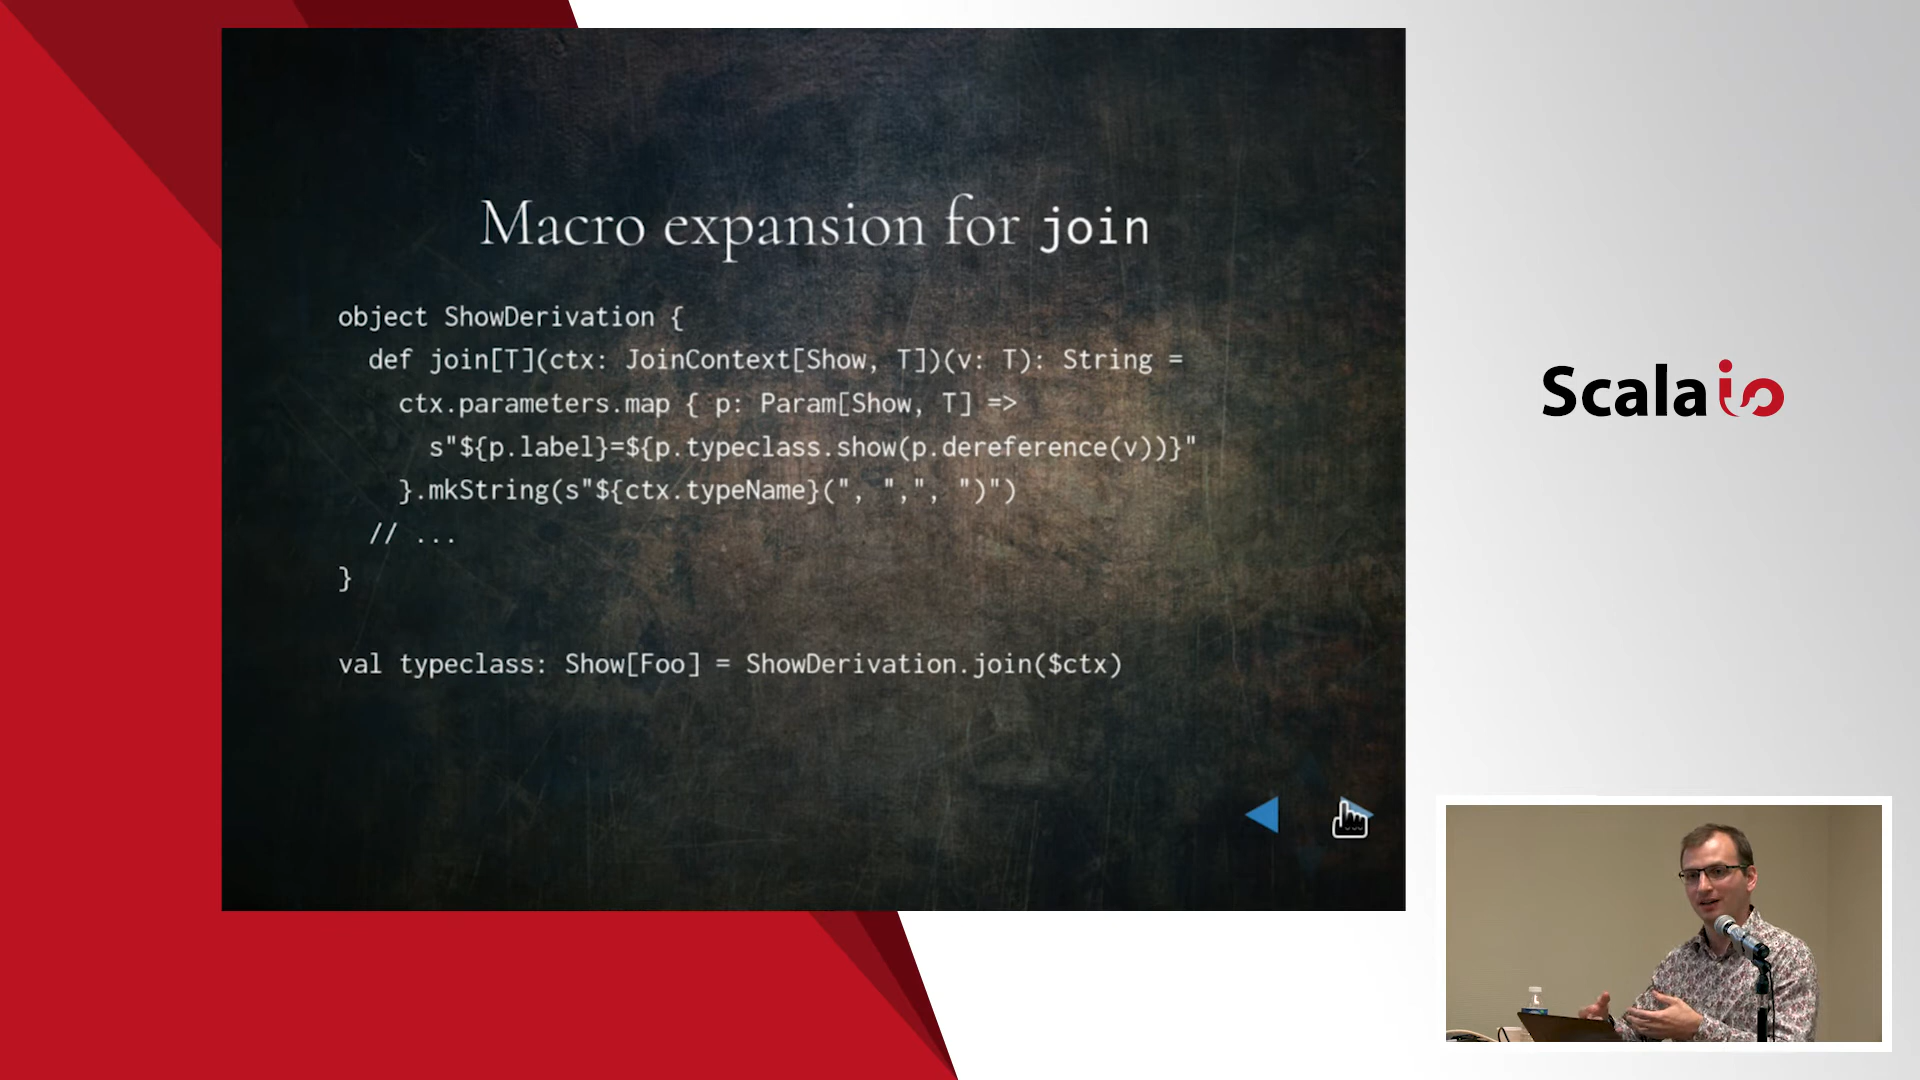 Macro expansion for join
object ShowDerivation {
  def join[T](ctx: JoinContext[Show, T])(v: T): String =
    ctx.parameters.map { p: Param[Show, T] =>
      s"${p.label}=${p.typeclass.show(p.dereference(v))}"
    }.mkString(s"${ctx.typeName}(", ",", ")")
  // ...
}
val typeclass: Show[Foo] = ShowDerivation.join($ctx)
Scala io